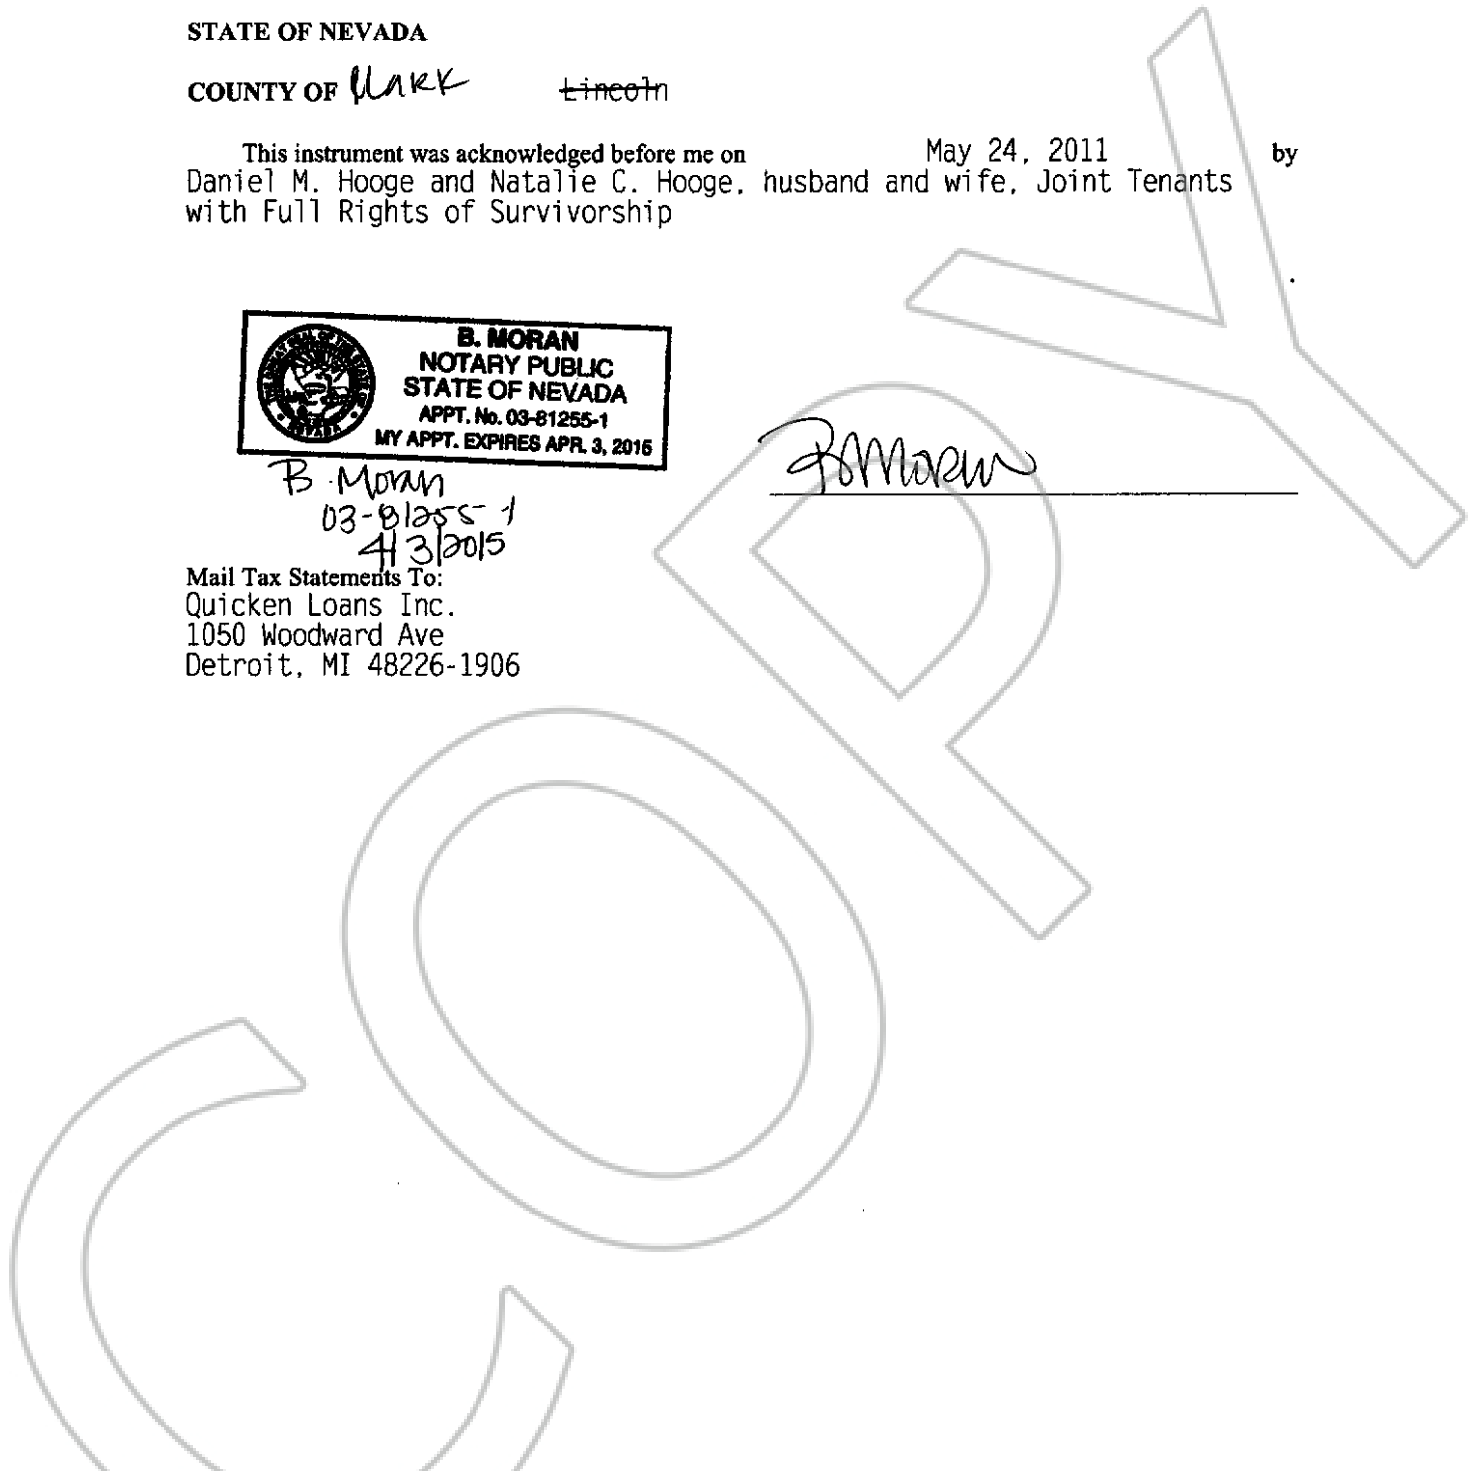 STATE OF NEVADA
COUNTY OF Clark Lincoln
This instrument was acknowledged before me on May 24, 2011 by
Daniel M. Hooge and Natalie C. Hooge, husband and wife, Joint Tenants
with Full Rights of Survivorship
B. MORAN
NOTARY PUBLIC
STATE OF NEVADA
APPT. No. 03-81255-1
MY APPT. EXPIRES APR. 3, 2015
B Moran
B. Moran
03-81255-1
4/3/2015
Mail Tax Statements To:
Quicken Loans Inc.
1050 Woodward Ave
Detroit, MI 48226-1906
COPY